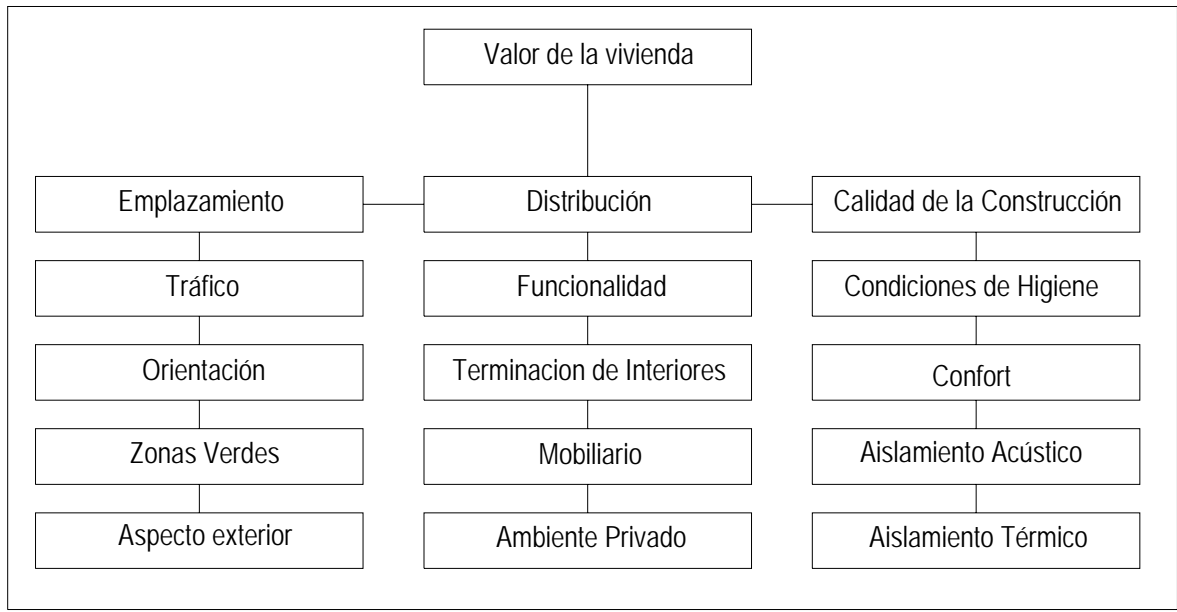 Valor de la vivienda
Emplazamiento
Distribución
Calidad de la Construcción
Tráfico
Funcionalidad
Condiciones de Higiene
Orientación
Terminacion de Interiores
Confort
Zonas Verdes
Mobiliario
Aislamiento Acústico
Aspecto exterior
Ambiente Privado
Aislamiento Térmico